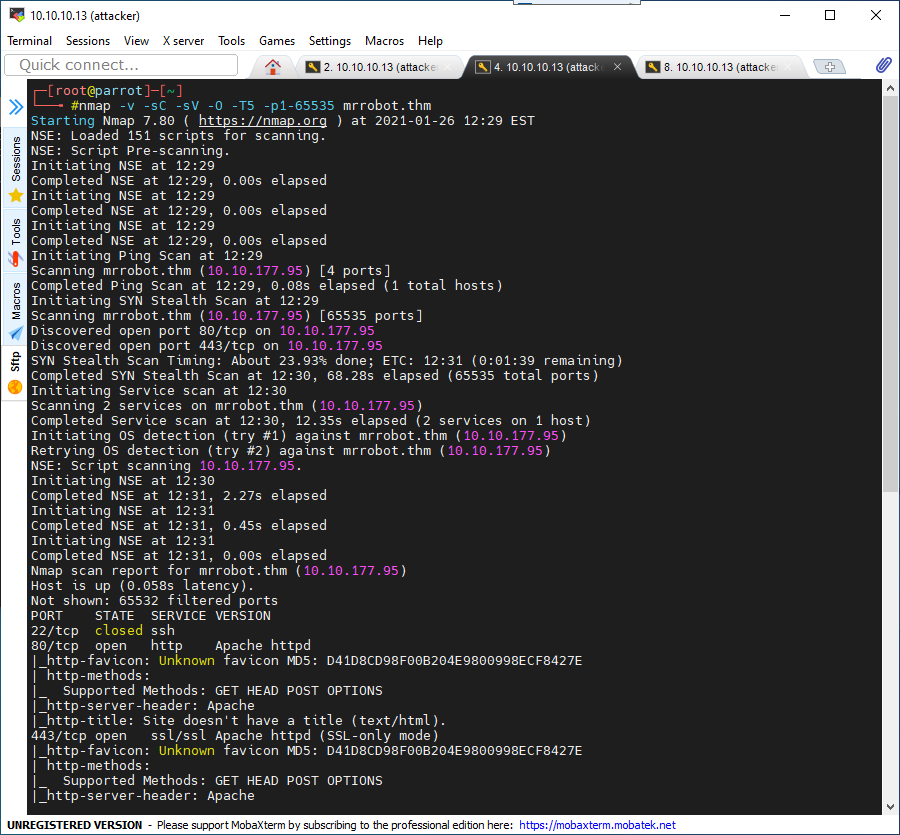 10.10.10.13 (attacker)
Terminal Sessions View X server Tools Games Settings Macros Help
Quick connect... 2. 10.10.10.13 (attacker 4. 10.10.10.13 (attack 8. 10.10.10.13 (attacker
Sessions
Tools
Macros
Sftp
┌─[root@parrot]─[~]
└──╼ #nmap -v -sC -sV -O -T5 -p1-65535 mrrobot.thm
Starting Nmap 7.80 ( https://nmap.org ) at 2021-01-26 12:29 EST
NSE: Loaded 151 scripts for scanning.
NSE: Script Pre-scanning.
Initiating NSE at 12:29
Completed NSE at 12:29, 0.00s elapsed
Initiating NSE at 12:29
Completed NSE at 12:29, 0.00s elapsed
Initiating NSE at 12:29
Completed NSE at 12:29, 0.00s elapsed
Initiating Ping Scan at 12:29
Scanning mrrobot.thm (10.10.177.95) [4 ports]
Completed Ping Scan at 12:29, 0.08s elapsed (1 total hosts)
Initiating SYN Stealth Scan at 12:29
Scanning mrrobot.thm (10.10.177.95) [65535 ports]
Discovered open port 80/tcp on 10.10.177.95
Discovered open port 443/tcp on 10.10.177.95
SYN Stealth Scan Timing: About 23.93% done; ETC: 12:31 (0:01:39 remaining)
Completed SYN Stealth Scan at 12:30, 68.28s elapsed (65535 total ports)
Initiating Service scan at 12:30
Scanning 2 services on mrrobot.thm (10.10.177.95)
Completed Service scan at 12:30, 12.35s elapsed (2 services on 1 host)
Initiating OS detection (try #1) against mrrobot.thm (10.10.177.95)
Retrying OS detection (try #2) against mrrobot.thm (10.10.177.95)
NSE: Script scanning 10.10.177.95.
Initiating NSE at 12:30
Completed NSE at 12:31, 2.27s elapsed
Initiating NSE at 12:31
Completed NSE at 12:31, 0.45s elapsed
Initiating NSE at 12:31
Completed NSE at 12:31, 0.00s elapsed
Nmap scan report for mrrobot.thm (10.10.177.95)
Host is up (0.058s latency).
Not shown: 65532 filtered ports
PORT    STATE  SERVICE VERSION
22/tcp  closed ssh
80/tcp  open   http    Apache httpd
|_http-favicon: Unknown favicon MD5: D41D8CD98F00B204E9800998ECF8427E
| http-methods:
|_  Supported Methods: GET HEAD POST OPTIONS
|_http-server-header: Apache
|_http-title: Site doesn't have a title (text/html).
443/tcp open   ssl/ssl Apache httpd (SSL-only mode)
|_http-favicon: Unknown favicon MD5: D41D8CD98F00B204E9800998ECF8427E
| http-methods:
|_  Supported Methods: GET HEAD POST OPTIONS
|_http-server-header: Apache
UNREGISTERED VERSION - Please support MobaXterm by subscribing to the professional edition here: https://mobaxterm.mobatek.net